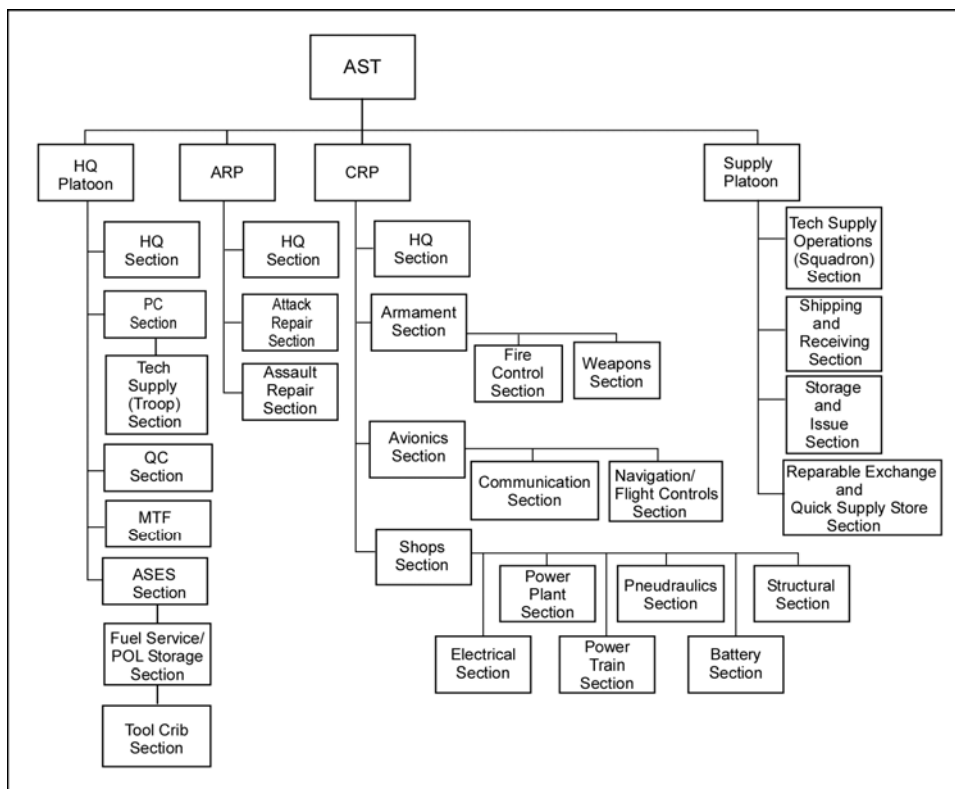 AST
HQ
Platoon
ARP
CRP
Supply
Platoon
HQ
Section
PC
Section
Tech
Supply
(Troop)
Section
QC
Section
MTF
Section
ASES
Section
Fuel Service/
POL Storage
Section
Tool Crib
Section
HQ
Section
Attack
Repair
Section
Assault
Repair
Section
HQ
Section
Armament
Section
Fire
Control
Section
Weapons
Section
Avionics
Section
Communication
Section
Navigation/
Flight Controls
Section
Shops
Section
Electrical
Section
Power
Plant
Section
Power
Train
Section
Pneudraulics
Section
Battery
Section
Structural
Section
Tech Supply
Operations
(Squadron)
Section
Shipping
and
Receiving
Section
Storage
and
Issue
Section
Reparable Exchange
and
Quick Supply Store
Section